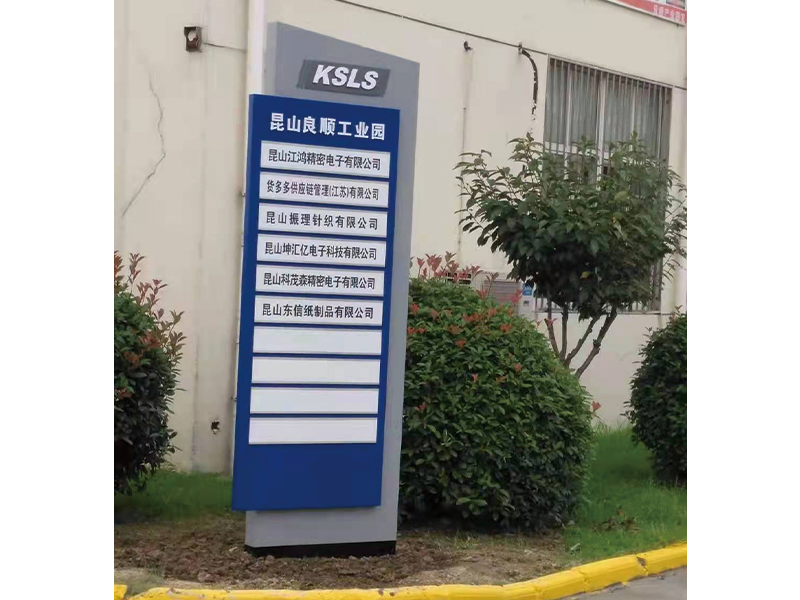 KSLS
昆山良顺工业园
昆山江鸿精密电子有限公司
货多多供应链管理(江苏)有限公司
昆山振理针织有限公司
昆山坤汇亿电子科技有限公司
昆山科茂森精密电子有限公司
昆山东信纸制品有限公司